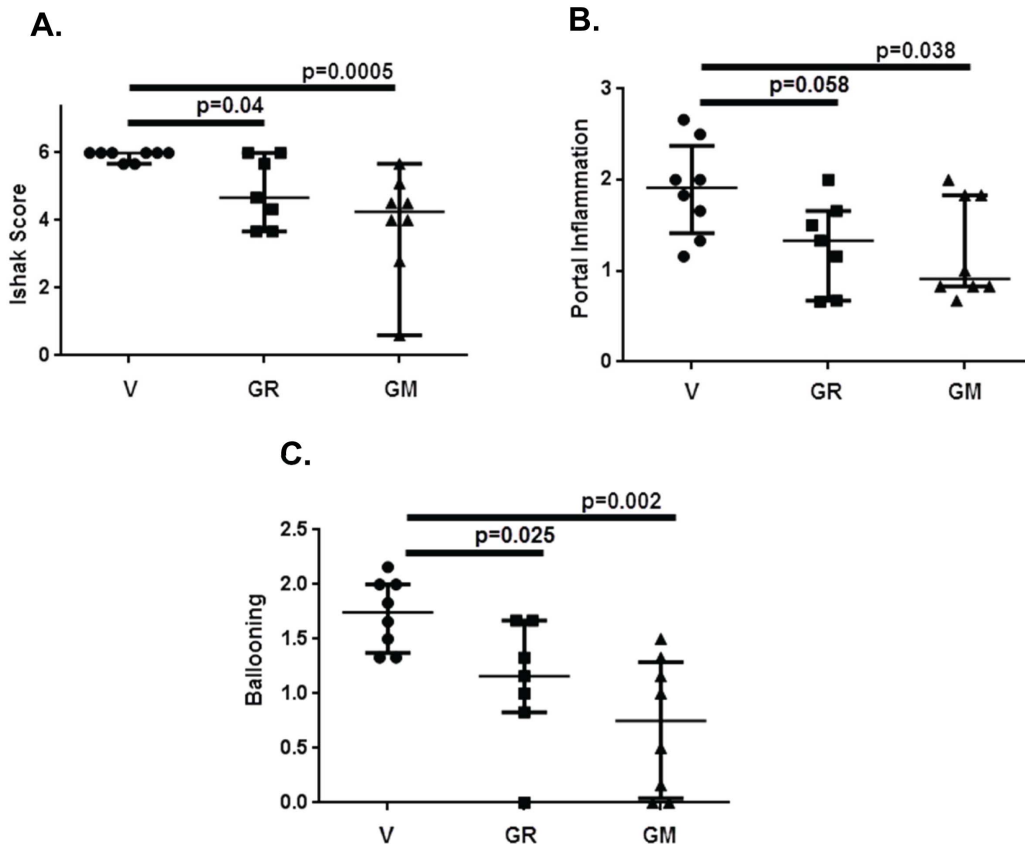 A.
p=0.0005
p=0.04
Ishak Score
6
4
2
0
V GR GM
B.
p=0.038
p=0.058
Portal Inflammation
3
2
1
0
V GR GM
C.
p=0.002
p=0.025
Ballooning
2.5
2.0
1.5
1.0
0.5
0.0
V GR GM